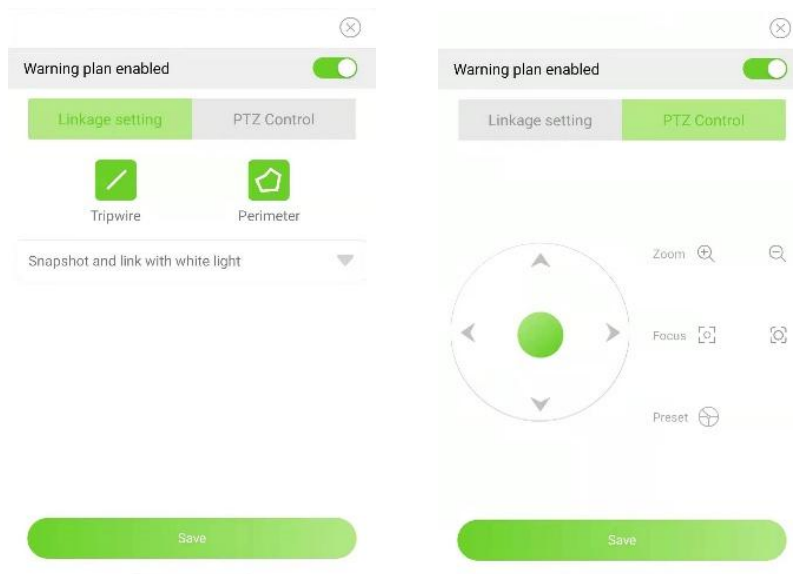 Warning plan enabled
Linkage setting PTZ Control
Tripwire Perimeter
Snapshot and link with white light
Save
Warning plan enabled
Linkage setting PTZ Control
Zoom
Focus
Preset
Save